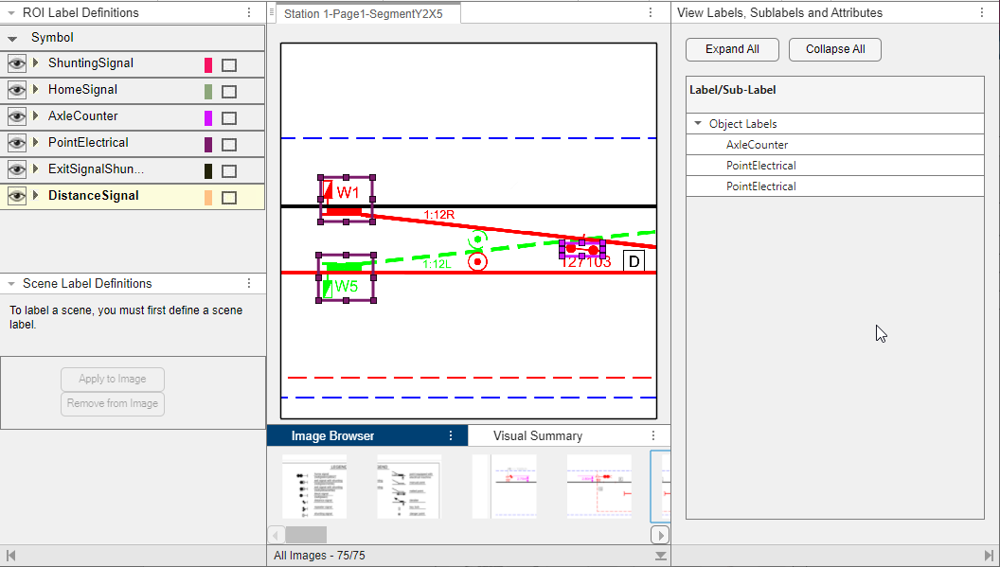 ROI Label Definitions
Symbol
ShuntingSignal
HomeSignal
AxleCounter
PointElectrical
ExitSignalShun...
DistanceSignal
Scene Label Definitions
To label a scene, you must first define a scene
label.
Apply to Image
Remove from Image
Station 1-Page1-SegmentY2X5
W1
1:12R
1:12L
127103
D
W5
Image Browser
Visual Summary
LEGEND
All Images - 75/75
View Labels, Sublabels and Attributes
Expand All
Collapse All
Label/Sub-Label
Object Labels
AxleCounter
PointElectrical
PointElectrical